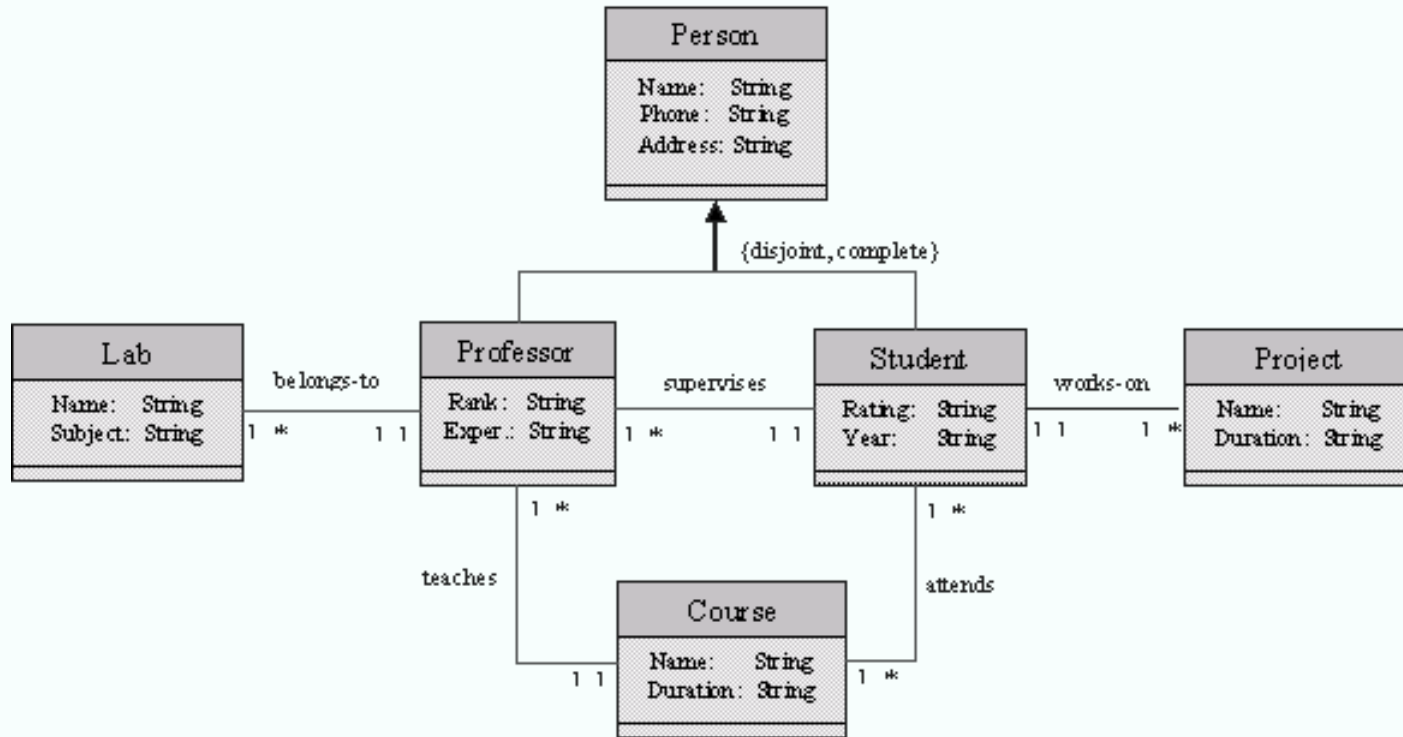 Person
Name: String
Phone: String
Address: String
{disjoint,complete}
Lab
Name: String
Subject: String
belongs-to
1 *
1 1
Professor
Rank: String
Exper.: String
supervises
1 *
1 1
Student
Rating: String
Year: String
works-on
1 1
1 *
Project
Name: String
Duration: String
1 *
1 *
teaches
attends
Course
Name: String
Duration: String
1 1
1 *